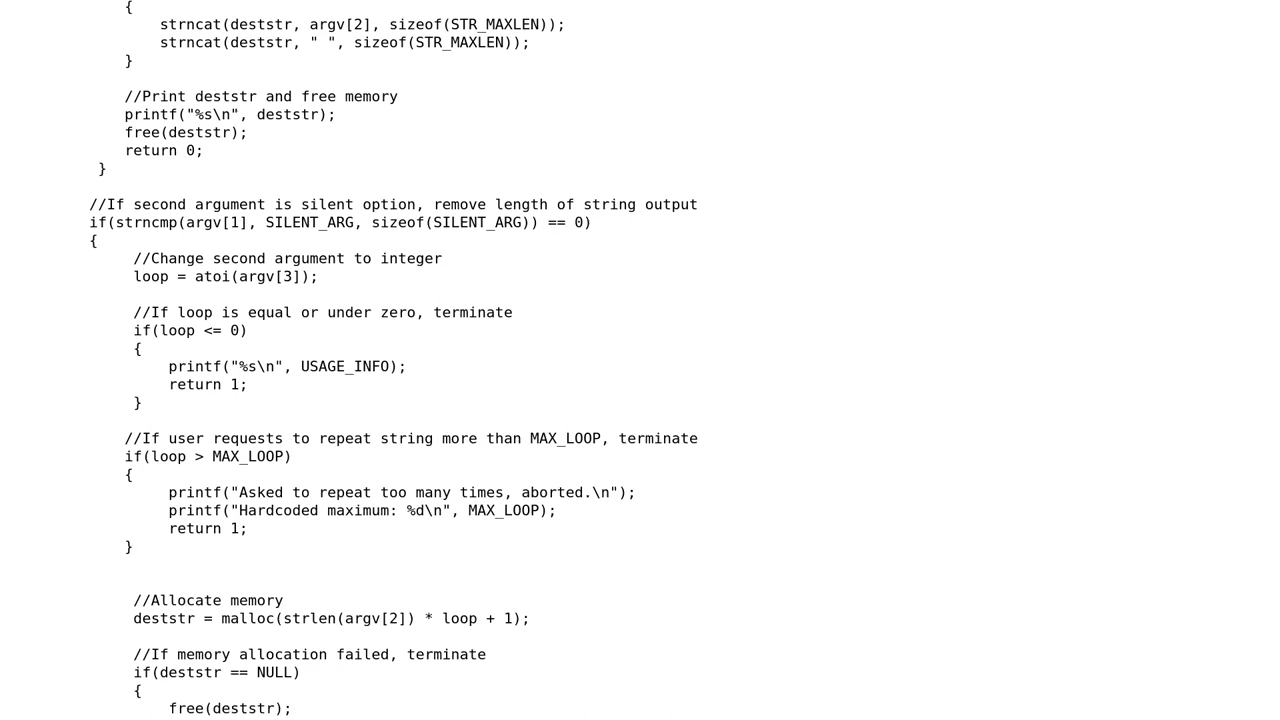 {
strncat(deststr, argv[2], sizeof(STR_MAXLEN));
strncat(deststr, " ", sizeof(STR_MAXLEN));
}
//Print deststr and free memory
printf("%s\n", deststr);
free(deststr);
return 0;
}
//If second argument is silent option, remove length of string output
if(strncmp(argv[1], SILENT_ARG, sizeof(SILENT_ARG)) == 0)
{
//Change second argument to integer
loop = atoi(argv[3]);
//If loop is equal or under zero, terminate
if(loop <= 0)
{
printf("%s\n", USAGE_INFO);
return 1;
}
//If user requests to repeat string more than MAX_LOOP, terminate
if(loop > MAX_LOOP)
{
printf("Asked to repeat too many times, aborted.\n");
printf("Hardcoded maximum: %d\n", MAX_LOOP);
return 1;
}
//Allocate memory
deststr = malloc(strlen(argv[2]) * loop + 1);
//If memory allocation failed, terminate
if(deststr == NULL)
{
free(deststr);